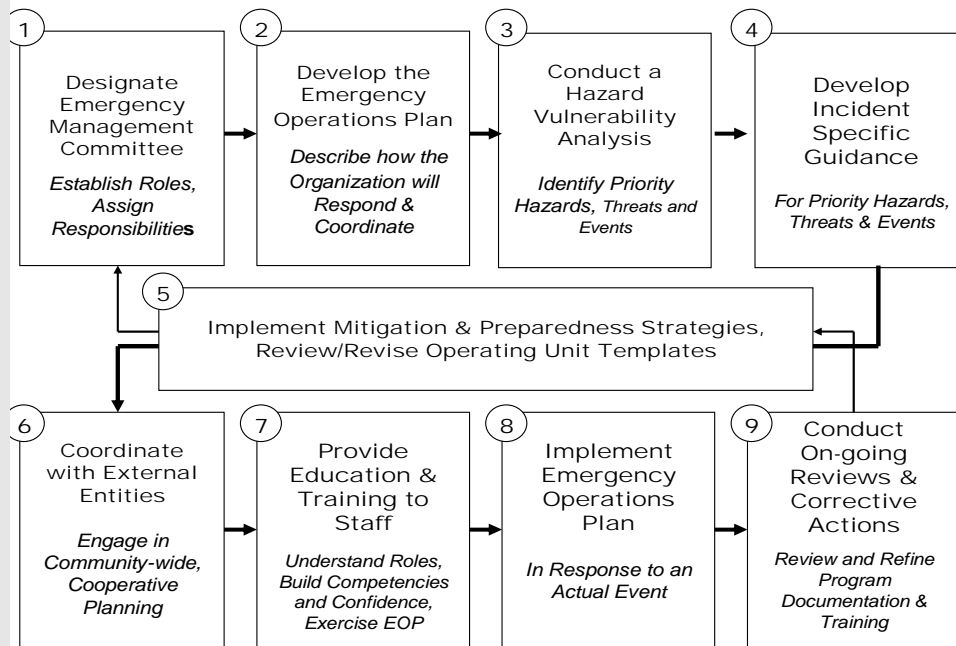 1
Designate
Emergency
Management
Committee
Establish Roles,
Assign
Responsibilities
2
Develop the
Emergency
Operations Plan
Describe how the
Organization will
Respond &
Coordinate
3
Conduct a
Hazard
Vulnerability
Analysis
Identify Priority
Hazards, Threats and
Events
4
Develop
Incident
Specific
Guidance
For Priority Hazards,
Threats & Events
5
Implement Mitigation & Preparedness Strategies,
Review/Revise Operating Unit Templates
6
Coordinate
with External
Entities
Engage in
Community-wide,
Cooperative
Planning
7
Provide
Education &
Training to
Staff
Understand Roles,
Build Competencies
and Confidence,
Exercise EOP
8
Implement
Emergency
Operations
Plan
In Response to an
Actual Event
9
Conduct
On-going
Reviews &
Corrective
Actions
Review and Refine
Program
Documentation &
Training